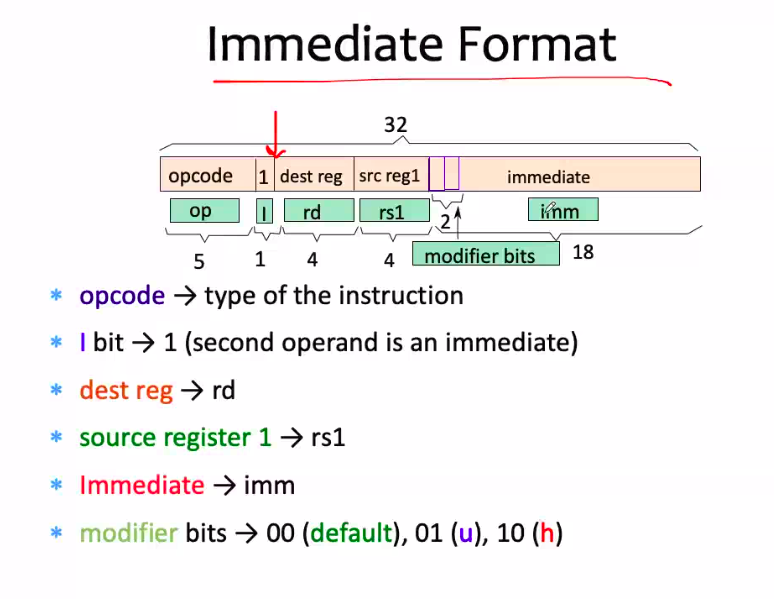 Immediate Format
32
opcode 1 dest reg src reg1 immediate
op I rd rs1 2 imm
5 1 4 4 modifier bits 18
* opcode → type of the instruction
* I bit → 1 (second operand is an immediate)
* dest reg → rd
* source register 1 → rs1
* Immediate → imm
* modifier bits → 00 (default), 01 (u), 10 (h)